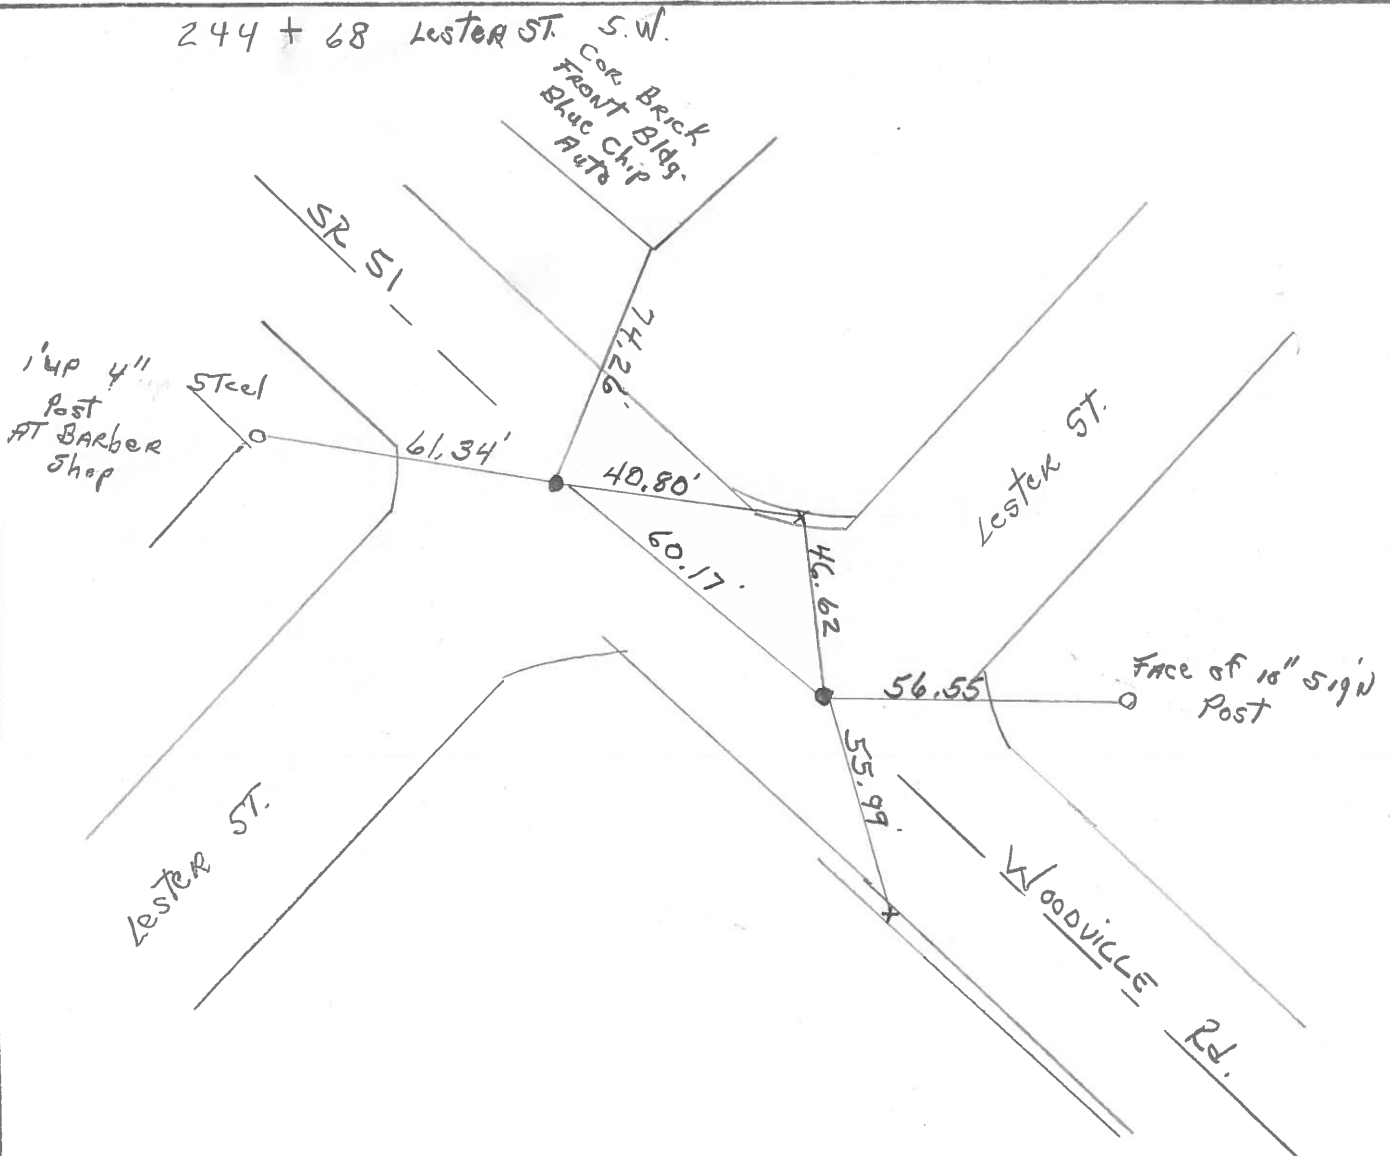 244 + 68 Lester ST. S.W.
COR. BRICK
FRONT Bldg.
Blue Chip
Auto
SR 51
1'up 4" Steel
Post
AT BARBER
Shop
74.26'
61.34'
40.80'
60.17'
46.62
Lester ST.
56.55
Face of 10" Sign
Post
55.99'
Lester ST.
WOODVILLE Rd.